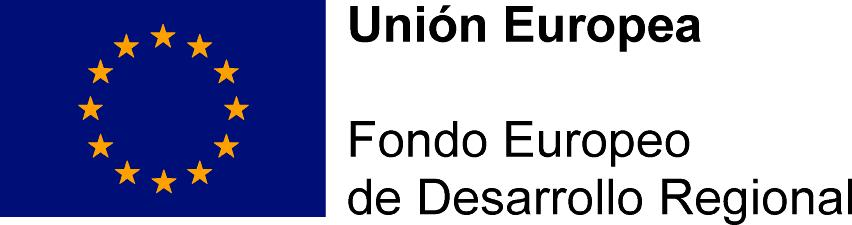 Unión Europea
Fondo Europeo
de Desarrollo Regional